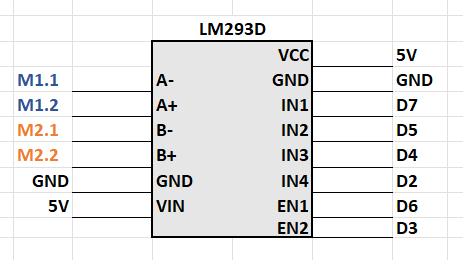 LM293D
VCC 5V
M1.1 A- GND GND
M1.2 A+ IN1 D7
M2.1 B- IN2 D5
M2.2 B+ IN3 D4
GND GND IN4 D2
5V VIN EN1 D6
EN2 D3